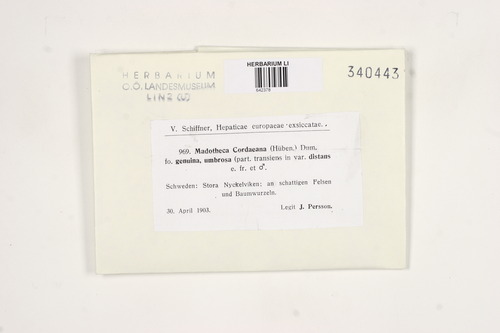 HERBARIUM
O.Ö. LANDESMUSEUM
LINZ (LI)
HERBARIUM LI
340443
V. Schiffner, Hepaticae europaeae exsiccatae.
969. Madotheca Cordaeana (Hüben.) Dum.
fo. genuina, umbrosa (part. transiens in var. distans
c. fr. et ♂.
Schweden: Stora Nyckelviken; an schattigen Felsen
und Baumwurzeln.
30. April 1903.
Legit J. Persson.